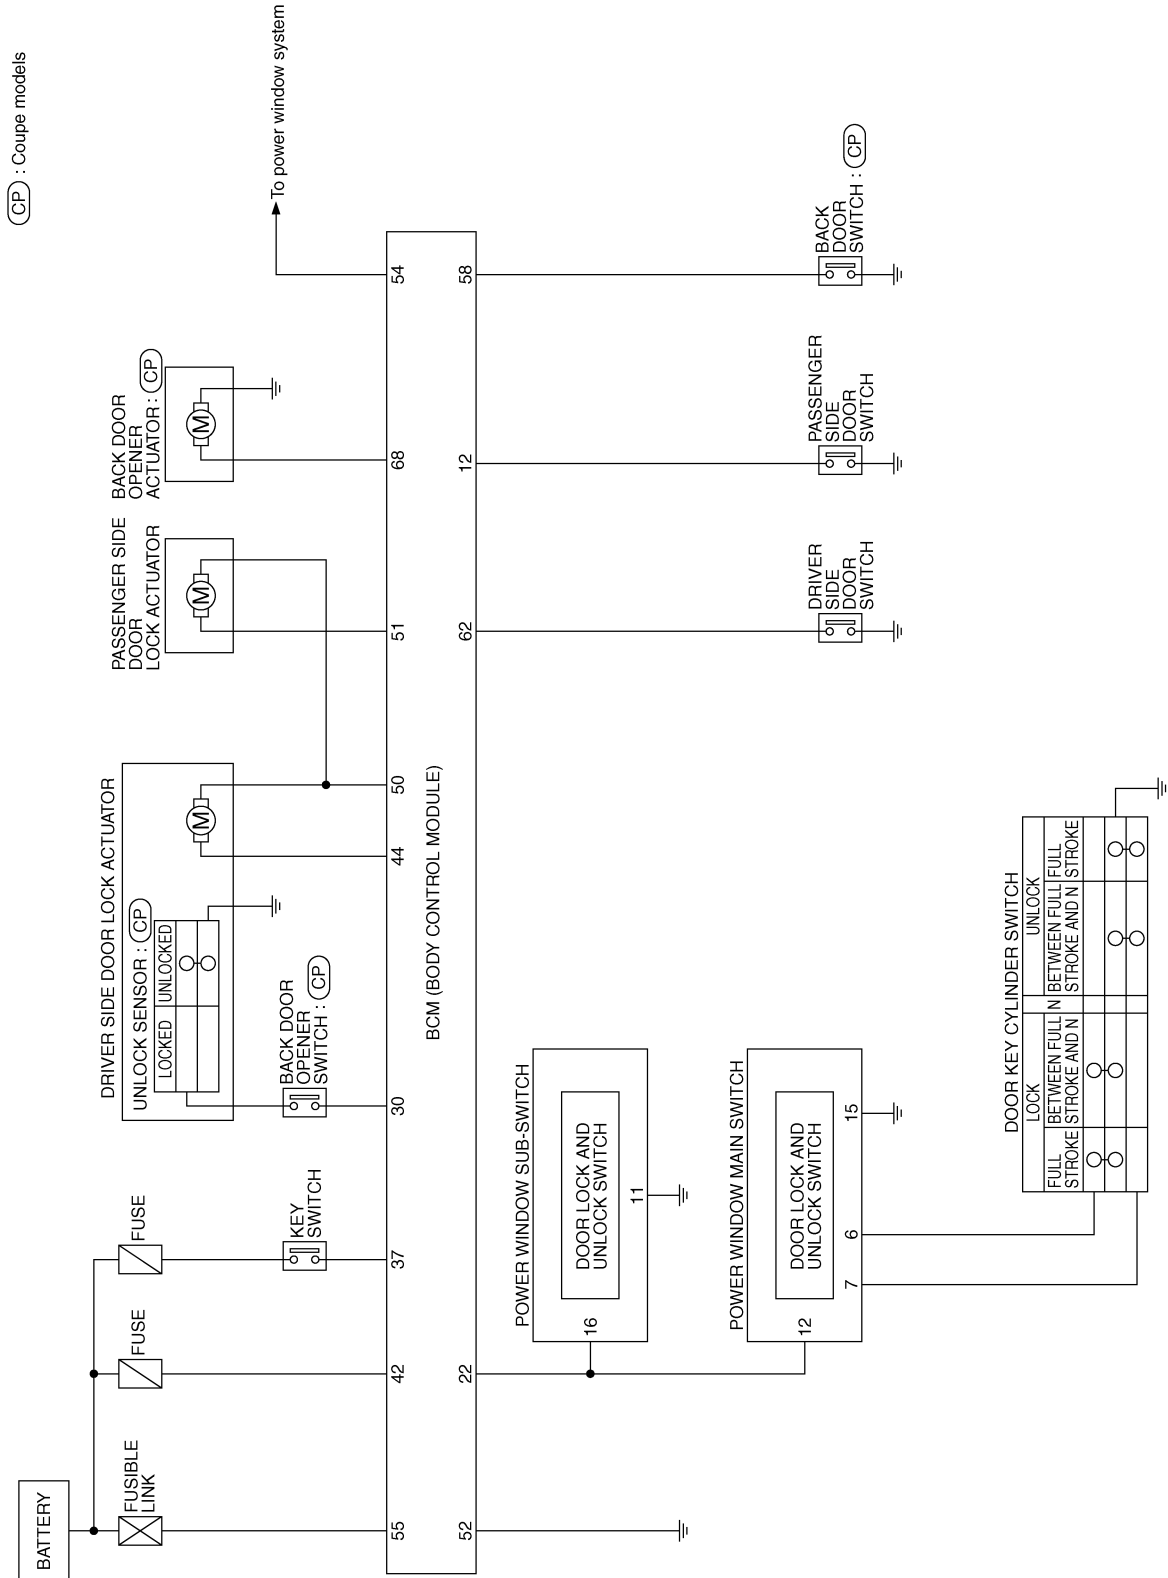 CP : Coupe models
BATTERY
FUSIBLE
LINK
FUSE
FUSE
KEY
SWITCH
DRIVER SIDE DOOR LOCK ACTUATOR
UNLOCK SENSOR : CP
LOCKED
UNLOCKED
M
BACK DOOR
OPENER
SWITCH : CP
PASSENGER SIDE
DOOR
LOCK ACTUATOR
M
BACK DOOR
OPENER
ACTUATOR : CP
M
To power window system
55
42
37
30
44
50
51
68
54
BCM (BODY CONTROL MODULE)
52
22
62
12
58
POWER WINDOW SUB-SWITCH
16
DOOR LOCK AND
UNLOCK SWITCH
11
POWER WINDOW MAIN SWITCH
12
DOOR LOCK AND
UNLOCK SWITCH
7
6
15
DRIVER
SIDE
DOOR
SWITCH
PASSENGER
SIDE
DOOR
SWITCH
BACK
DOOR
SWITCH : CP
DOOR KEY CYLINDER SWITCH
LOCK
UNLOCK
FULL
STROKE
BETWEEN FULL
STROKE AND N
N
BETWEEN FULL
STROKE AND N
FULL
STROKE